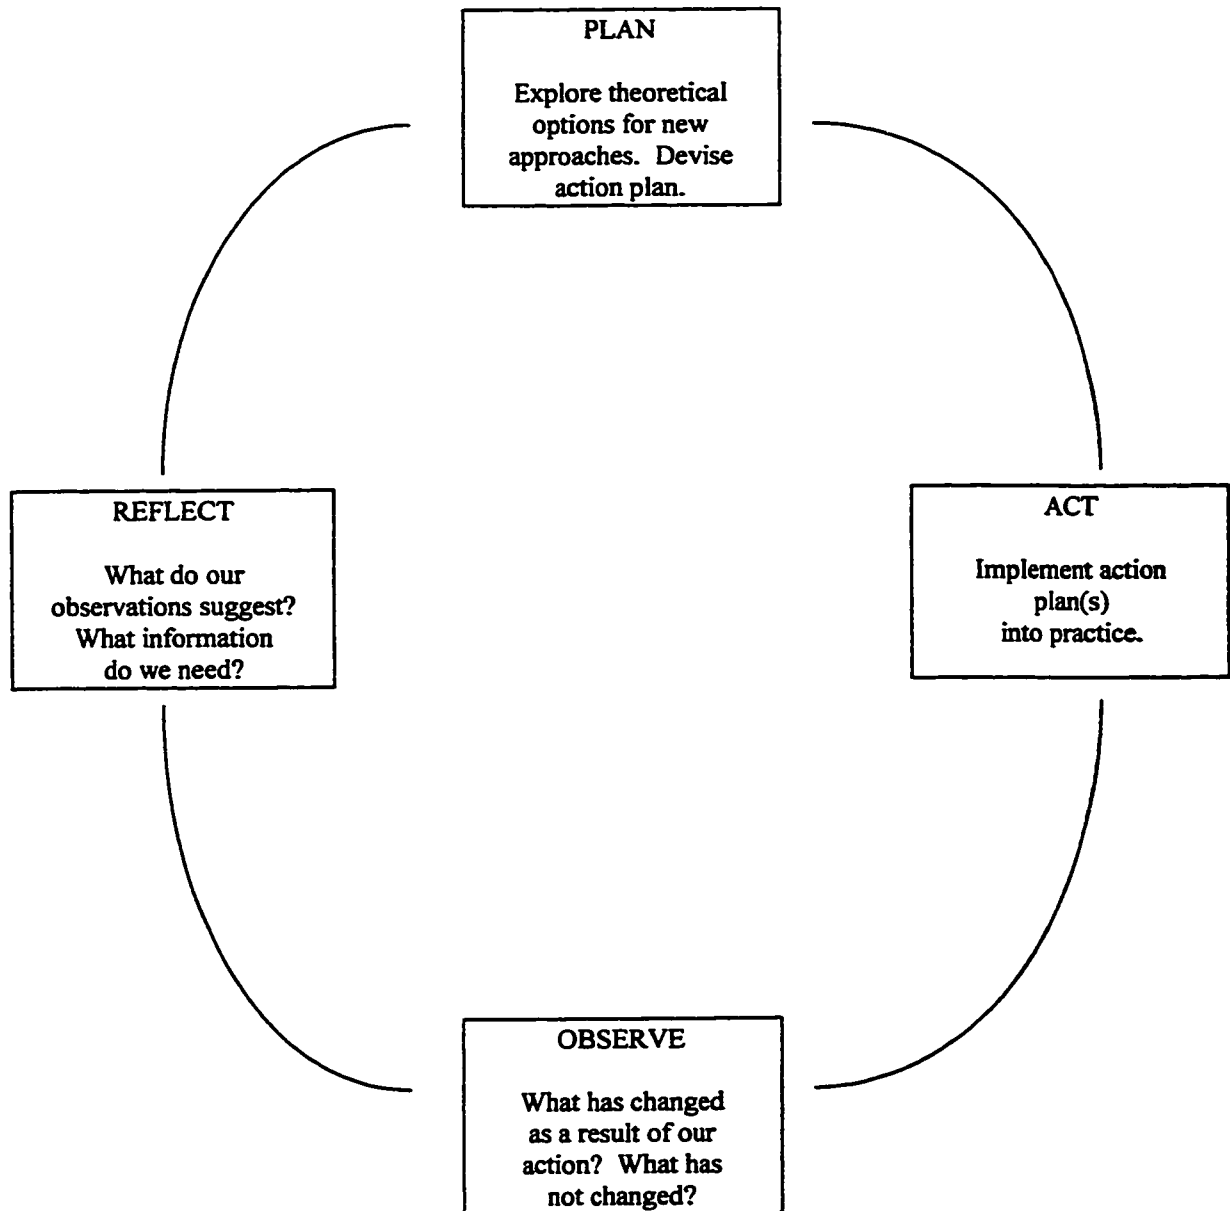 PLAN
Explore theoretical
options for new
approaches. Devise
action plan.
REFLECT
What do our
observations suggest?
What information
do we need?
ACT
Implement action
plan(s)
into practice.
OBSERVE
What has changed
as a result of our
action? What has
not changed?